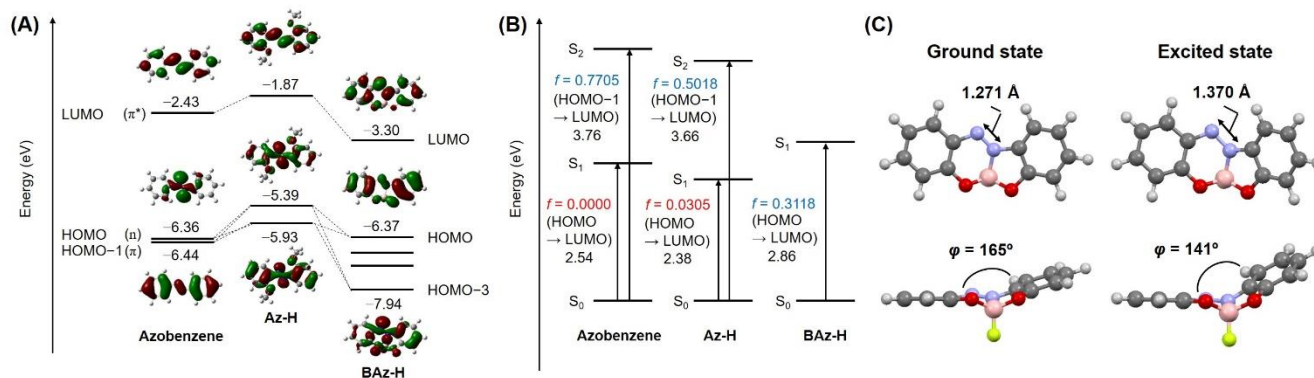 (A)
Energy (eV)
LUMO (π*)
−2.43
−1.87
−3.30
LUMO
−5.39
HOMO (n)
−6.36
HOMO−1 (π)
−6.44
−5.93
−6.37
HOMO
HOMO−3
−7.94
Azobenzene
Az-H
BAz-H
(B)
Energy (eV)
S2
f = 0.7705
(HOMO−1
→ LUMO)
3.76
S1
f = 0.0000
(HOMO
→ LUMO)
2.54
S0
Azobenzene
S2
f = 0.5018
(HOMO−1
→ LUMO)
3.66
S1
f = 0.0305
(HOMO
→ LUMO)
2.38
S0
Az-H
S1
f = 0.3118
(HOMO
→ LUMO)
2.86
S0
BAz-H
(C)
Ground state
Excited state
1.271 Å
1.370 Å
φ = 165º
φ = 141º